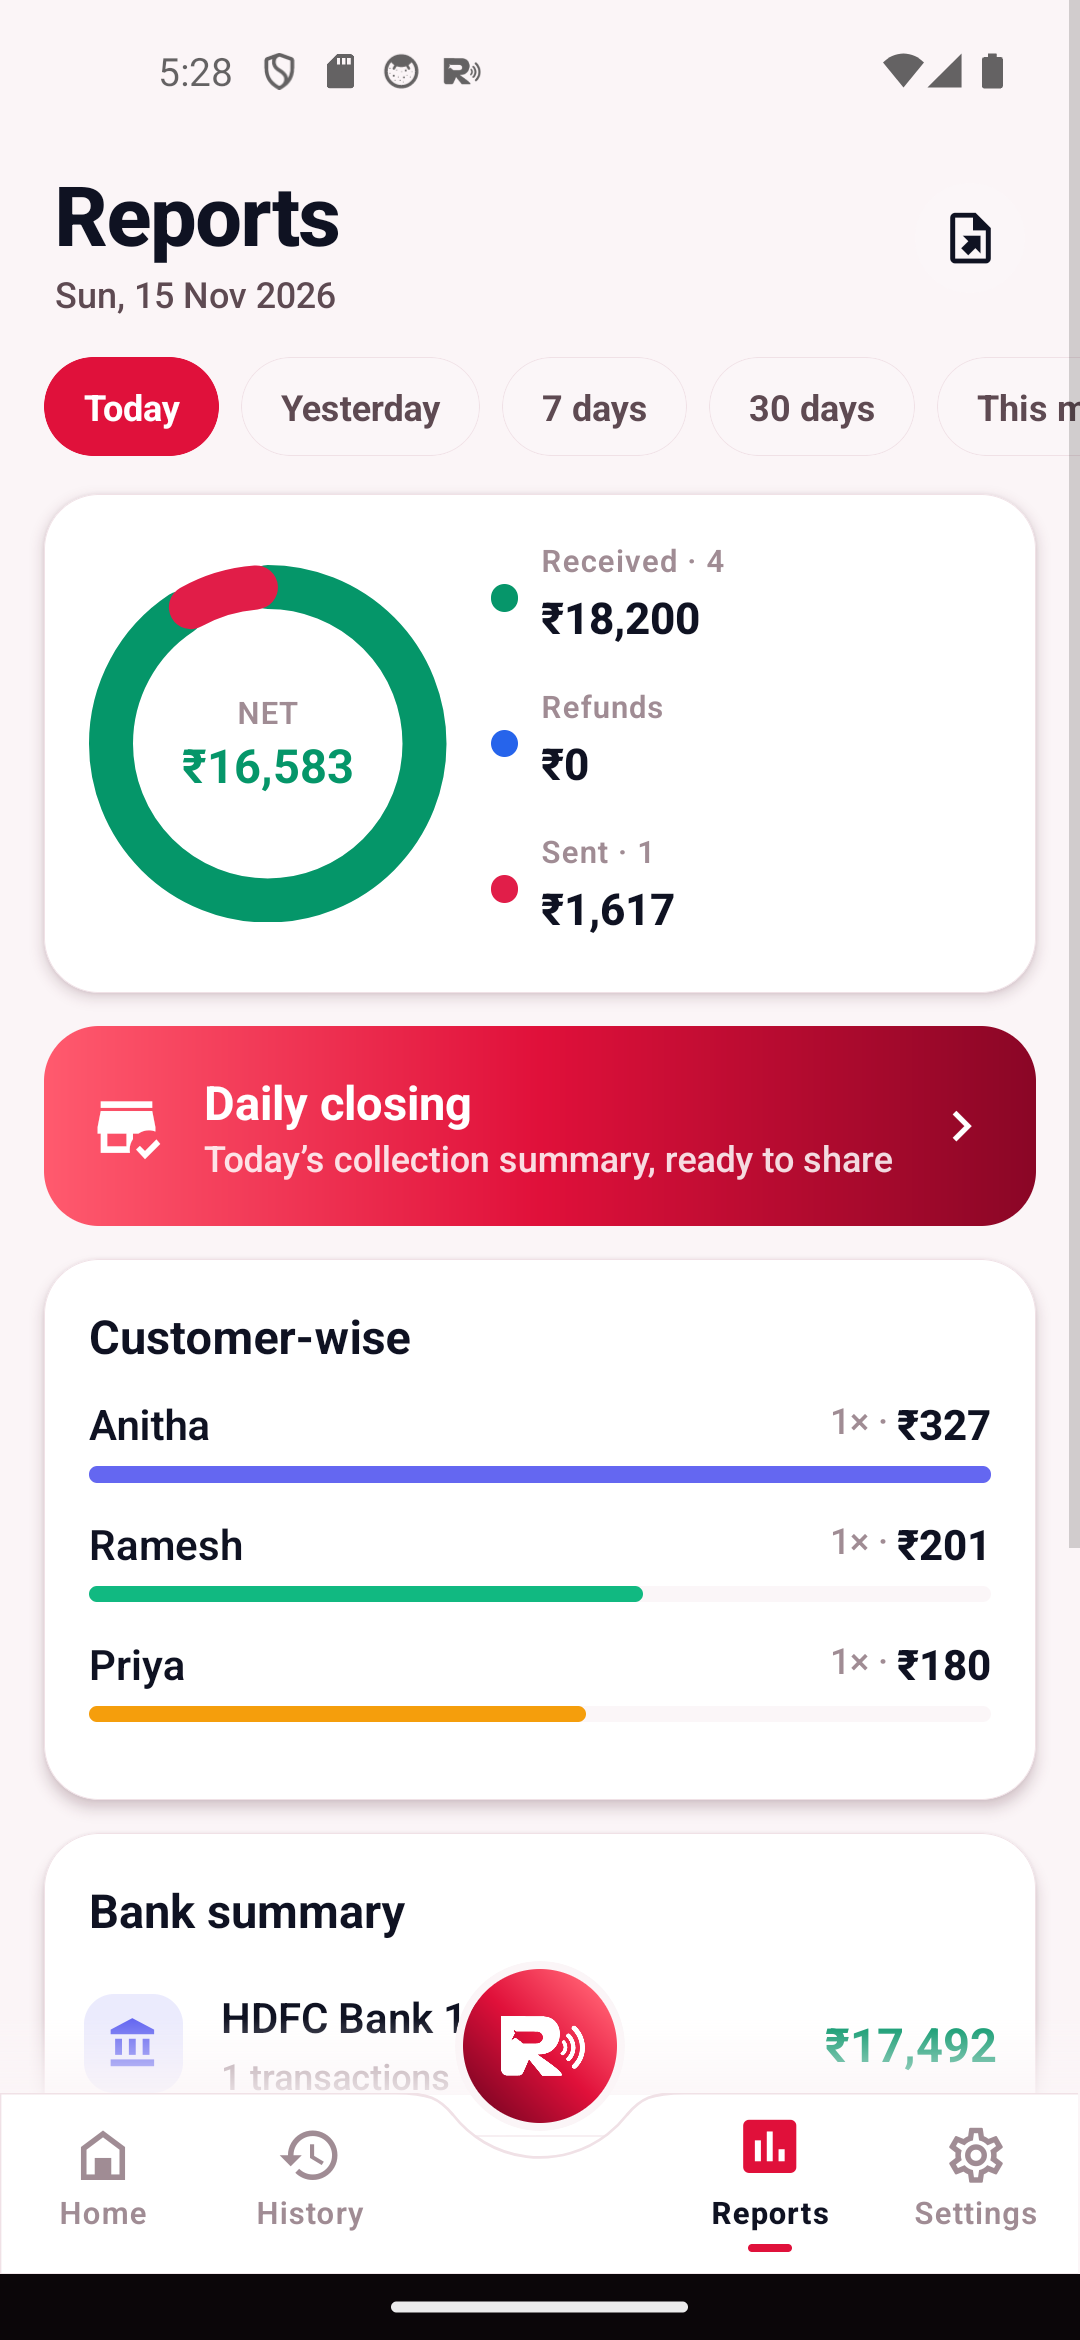 5:28
Reports
Sun, 15 Nov 2026
Today
Yesterday
7 days
30 days
This
Received · 4
₹18,200
NET
₹16,583
Refunds
₹0
Sent · 1
₹1,617
Daily closing
Today’s collection summary, ready to share
Customer-wise
Anitha 1× · ₹327
Ramesh 1× · ₹201
Priya 1× · ₹180
Bank summary
HDFC Bank
1 transactions
₹17,492
Home
History
Reports
Settings